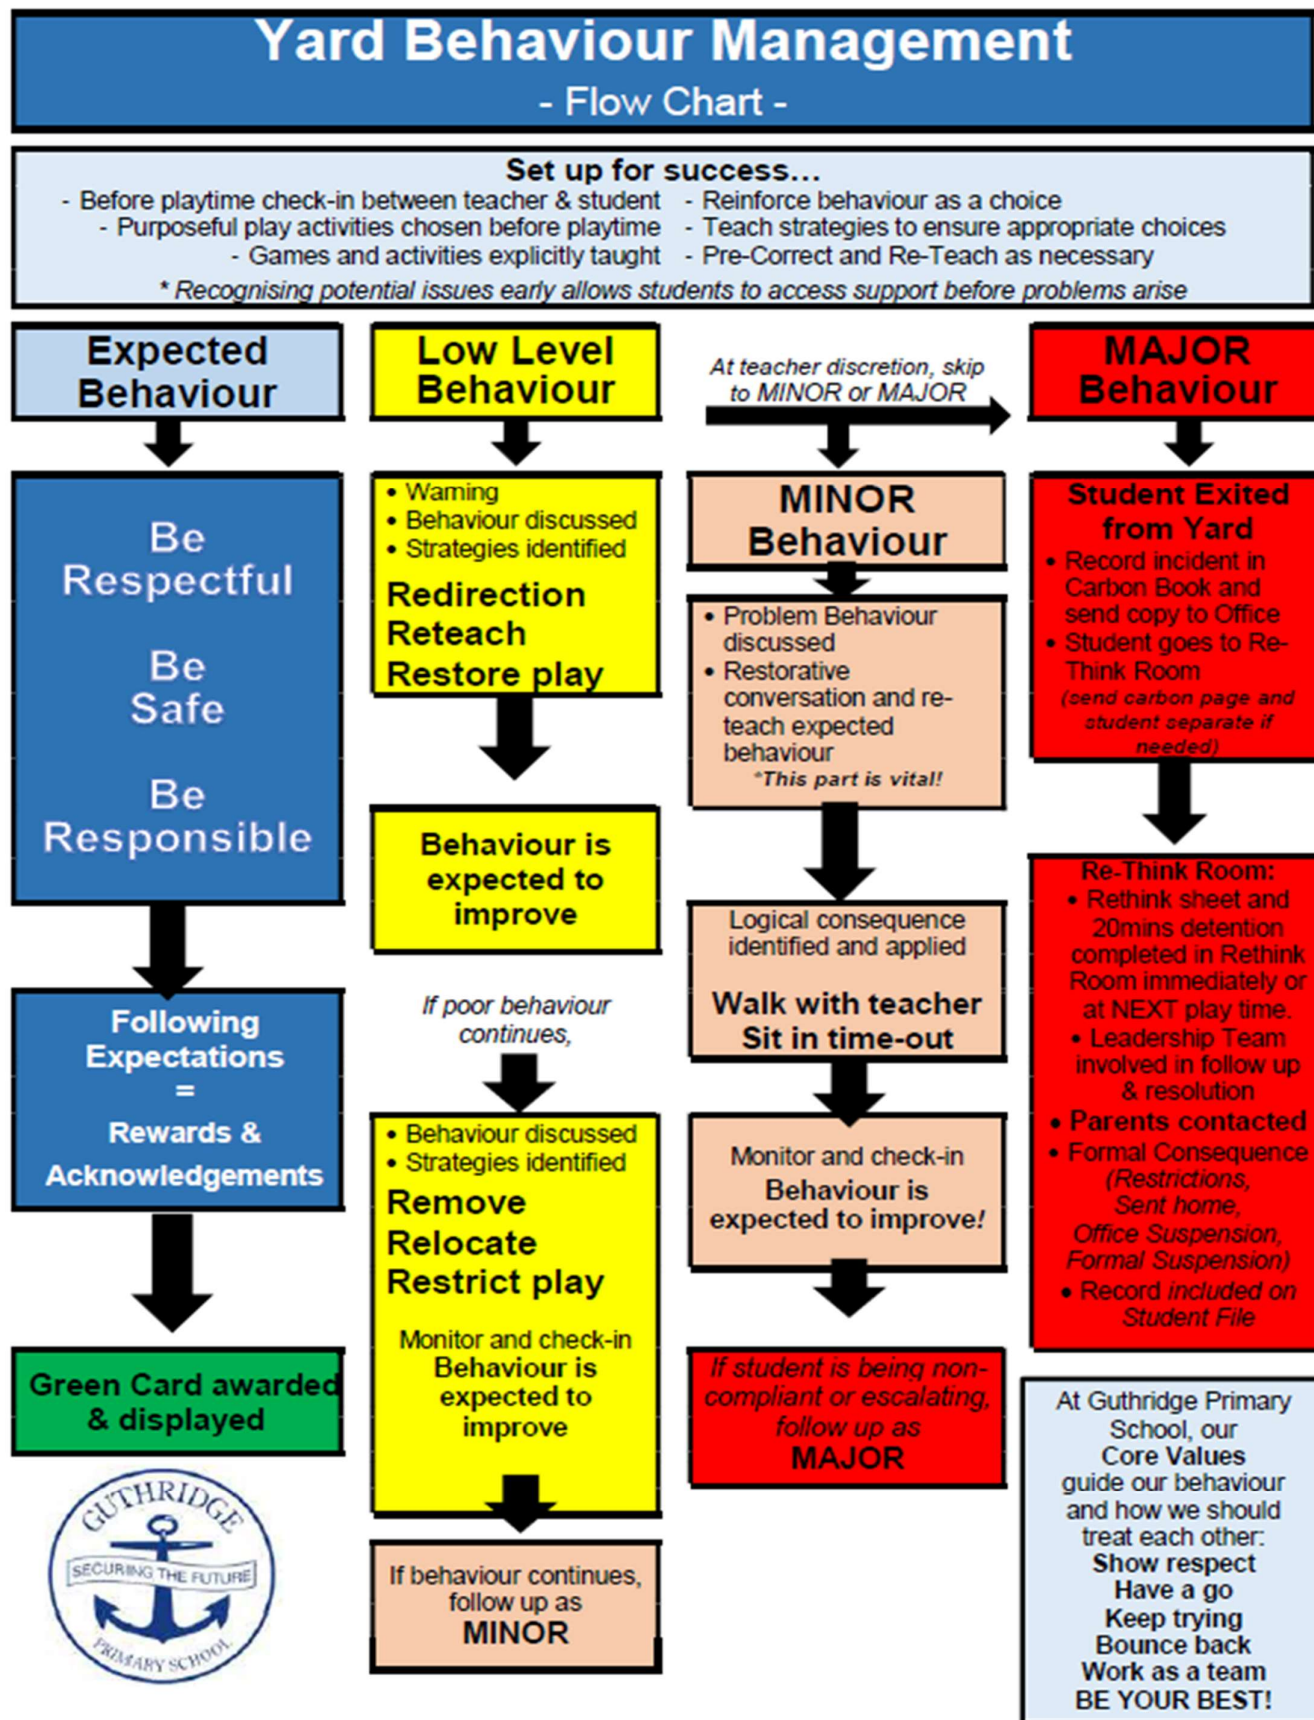 Yard Behaviour Management
- Flow Chart -
Set up for success...
- Before playtime check-in between teacher & student
- Purposeful play activities chosen before playtime
- Games and activities explicitly taught
- Reinforce behaviour as a choice
- Teach strategies to ensure appropriate choices
- Pre-Correct and Re-Teach as necessary
* Recognising potential issues early allows students to access support before problems arise
Expected
Behaviour
Be
Respectful
Be
Safe
Be
Responsible
Following
Expectations
=
Rewards &
Acknowledgements
Green Card awarded
& displayed
GUTHRIDGE
SECURING THE FUTURE
PRIMARY SCHOOL
Low Level
Behaviour
• Warning
• Behaviour discussed
• Strategies identified
Redirection
Reteach
Restore play
Behaviour is
expected to
improve
If poor behaviour
continues,
• Behaviour discussed
• Strategies identified
Remove
Relocate
Restrict play
Monitor and check-in
Behaviour is
expected to
improve
If behaviour continues,
follow up as
MINOR
At teacher discretion, skip
to MINOR or MAJOR
MINOR
Behaviour
• Problem Behaviour
discussed
• Restorative
conversation and re-
teach expected
behaviour
*This part is vital!
Logical consequence
identified and applied
Walk with teacher
Sit in time-out
Monitor and check-in
Behaviour is
expected to improve!
If student is being non-
compliant or escalating,
follow up as
MAJOR
MAJOR
Behaviour
Student Exited
from Yard
• Record incident in
Carbon Book and
send copy to Office
• Student goes to Re-
Think Room
(send carbon page and
student separate if
needed)
Re-Think Room:
• Rethink sheet and
20mins detention
completed in Rethink
Room immediately or
at NEXT play time.
• Leadership Team
involved in follow up
& resolution
• Parents contacted
• Formal Consequence
(Restrictions,
Sent home,
Office Suspension,
Formal Suspension)
• Record included on
Student File
At Guthridge Primary
School, our
Core Values
guide our behaviour
and how we should
treat each other:
Show respect
Have a go
Keep trying
Bounce back
Work as a team
BE YOUR BEST!